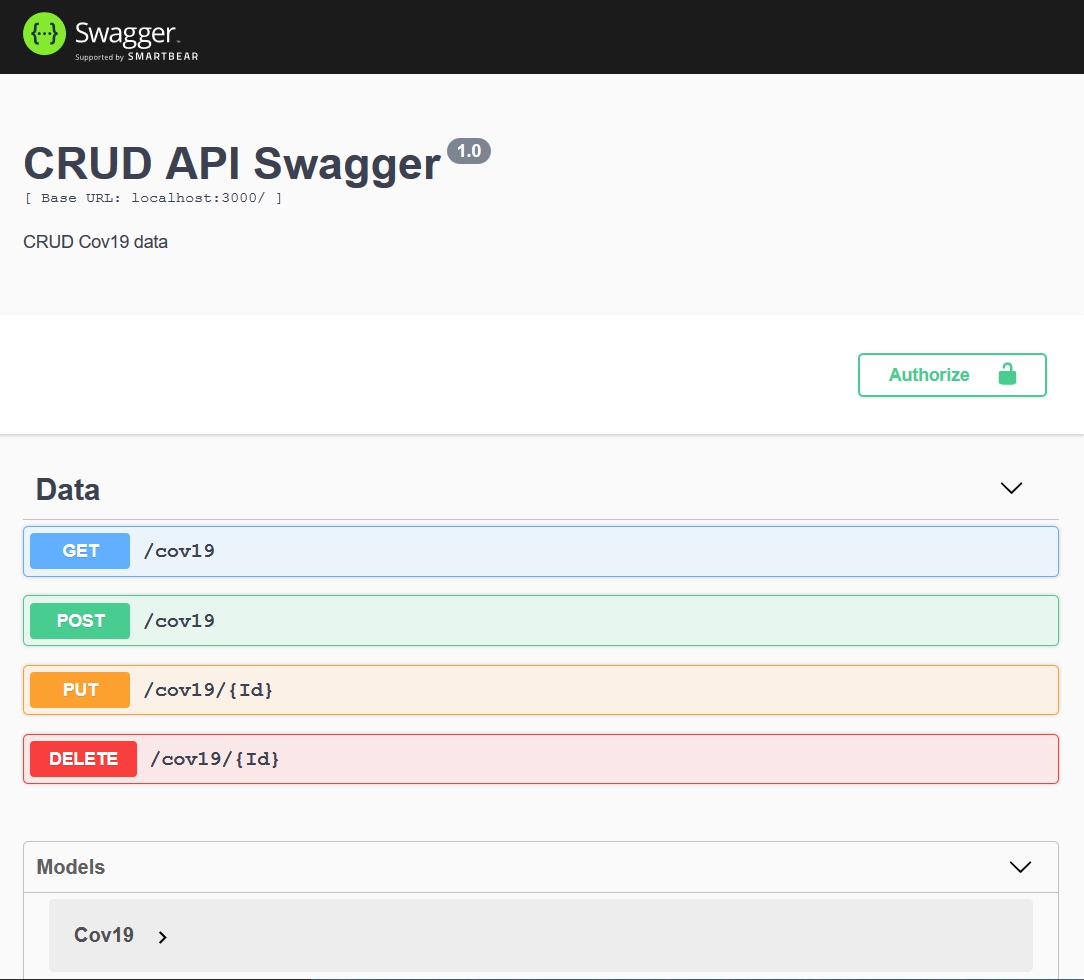 {···} Swagger™
Supported by SMARTBEAR
CRUD API Swagger 1.0
[ Base URL: localhost:3000/ ]
CRUD Cov19 data
Authorize
Data
GET /cov19
POST /cov19
PUT /cov19/{Id}
DELETE /cov19/{Id}
Models
Cov19